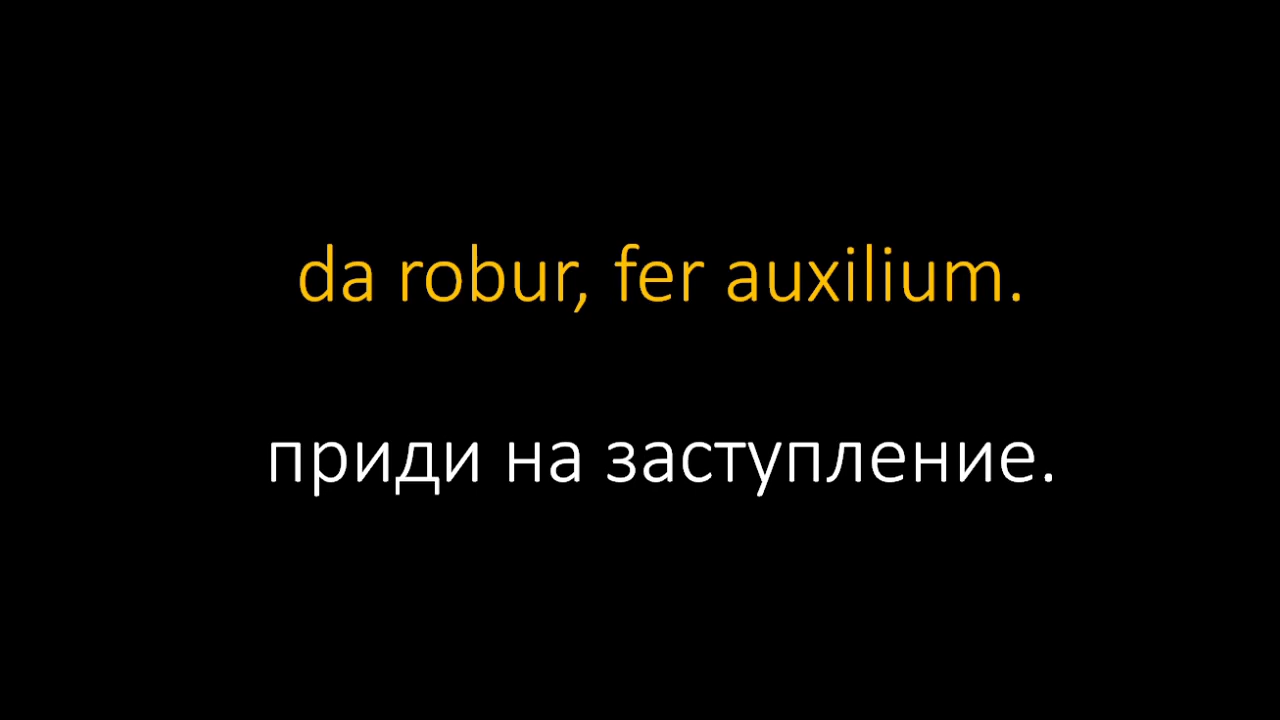 da robur, fer auxilium.
приди на заступление.